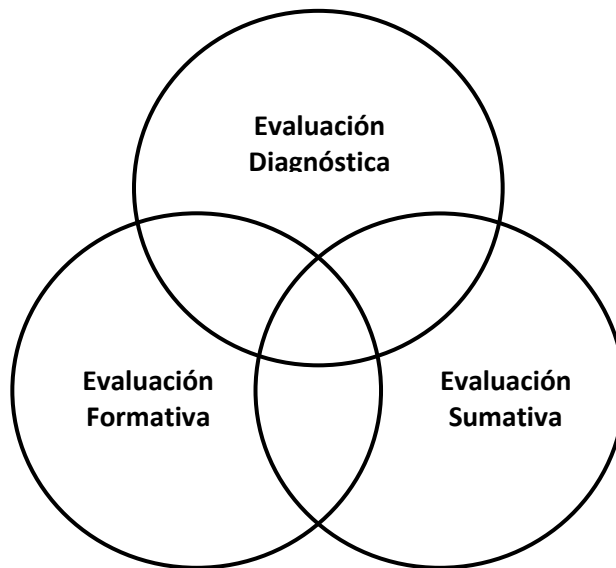 Evaluación
Diagnóstica
Evaluación
Formativa
Evaluación
Sumativa